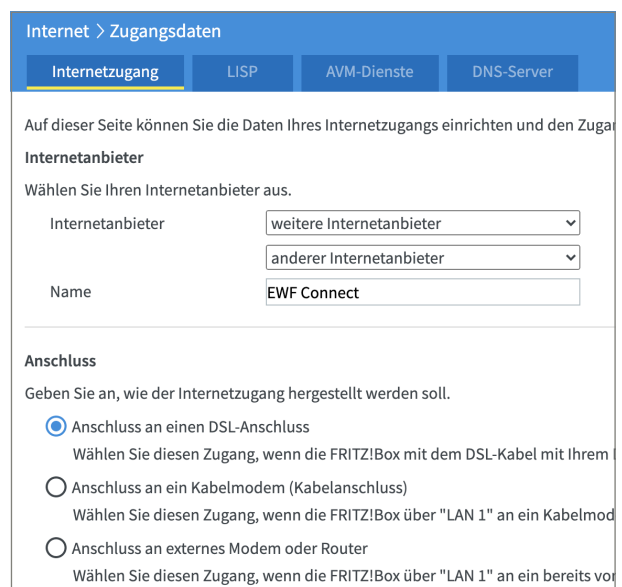 Internet > Zugangsdaten
Internetzugang LISP AVM-Dienste DNS-Server
Auf dieser Seite können Sie die Daten Ihres Internetzugangs einrichten und den
Internetanbieter
Wählen Sie Ihren Internetanbieter aus.
Internetanbieter weitere Internetanbieter
anderer Internetanbieter
Name EWF Connect
Anschluss
Geben Sie an, wie der Internetzugang hergestellt werden soll.
Anschluss an einen DSL-Anschluss
Wählen Sie diesen Zugang, wenn die FRITZ!Box mit dem DSL-Kabel mit Ihrem
Anschluss an ein Kabelmodem (Kabelanschluss)
Wählen Sie diesen Zugang, wenn die FRITZ!Box über "LAN 1" an ein Kabelmod
Anschluss an externes Modem oder Router
Wählen Sie diesen Zugang, wenn die FRITZ!Box über "LAN 1" an ein bereits vor